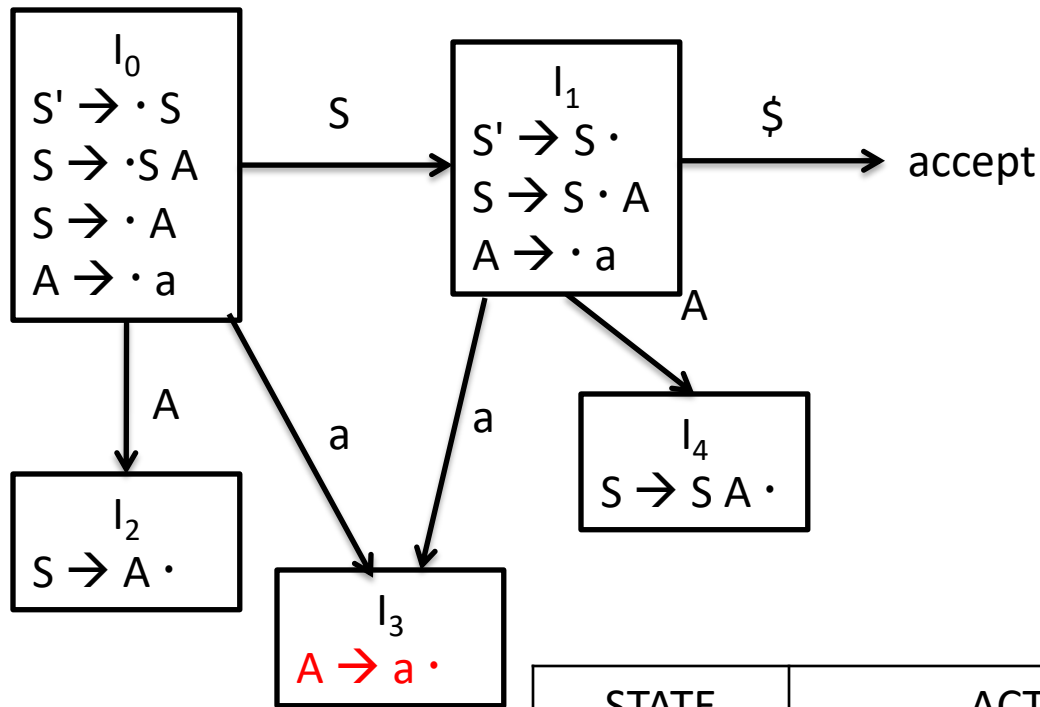 I₀
S' → · S
S → ·S A
S → · A
A → · a
S
I₁
S' → S ·
S → S · A
A → · a
$
accept
A
a
a
A
I₂
S → A ·
I₃
A → a ·
I₄
S → S A ·
STATE